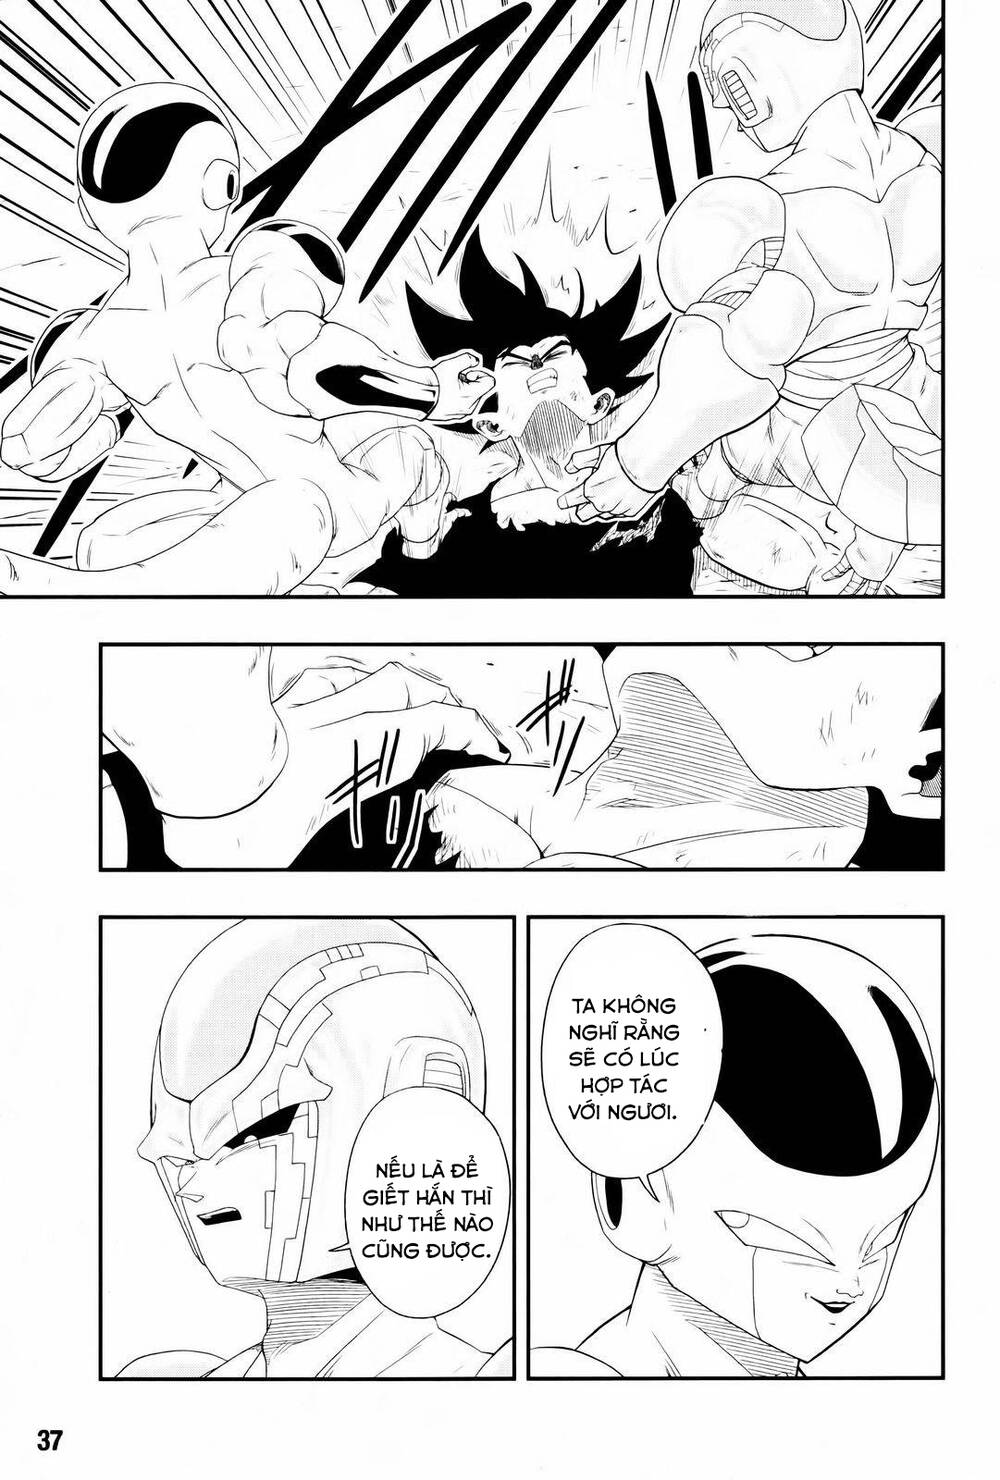 TA KHÔNG
NGHĨ RẰNG
SẼ CÓ LÚC
HỢP TÁC
VỚI NGƯƠI.
NẾU LÀ ĐỂ
GIẾT HẮN THÌ
NHƯ THẾ NÀO
CŨNG ĐƯỢC.
37